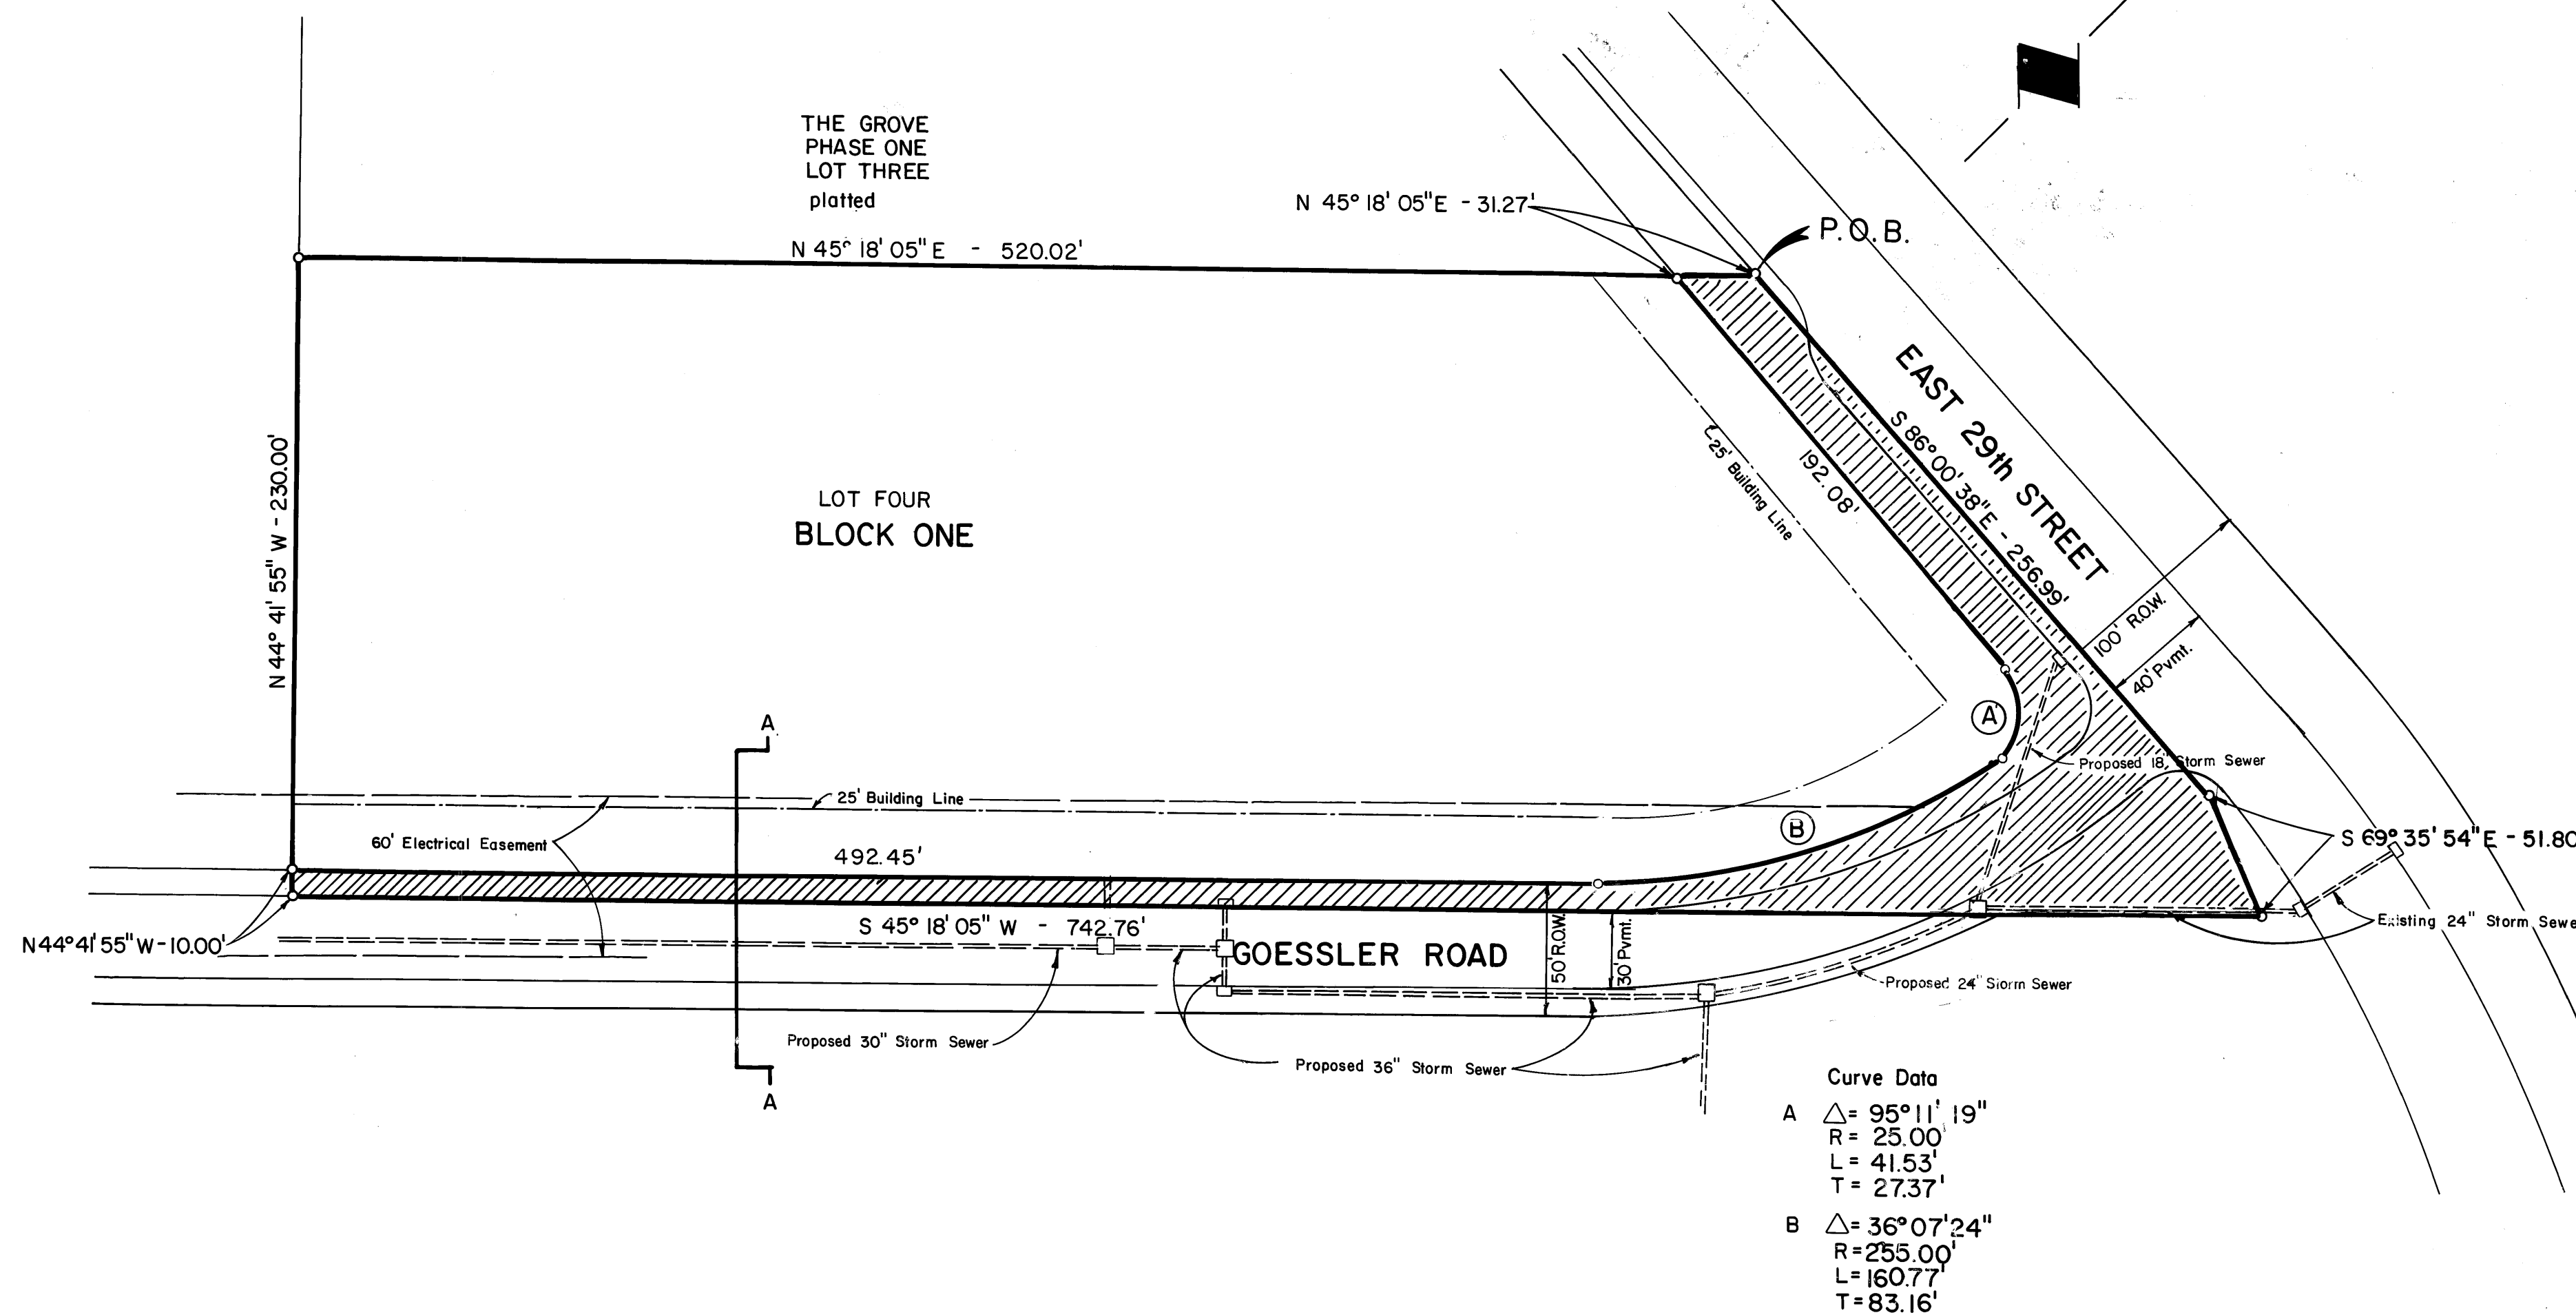 THE GROVE
PHASE ONE
LOT THREE
platted
N 45° 18' 05"E - 31.27'
P.O.B.
N 45° 18' 05" E - 520.02'
EAST 29th STREET
S 86°00'38"E - 256.99'
192.08'
25' Building Line
N 44° 41' 55" W - 230.00'
LOT FOUR
BLOCK ONE
100' R.O.W.
40' Pvmt.
A
A
Proposed 18" Storm Sewer
25' Building Line
B
60' Electrical Easement
S 69° 35' 54"E - 51.80
492.45'
S 45° 18' 05" W - 742.76'
N 44° 41' 55" W - 10.00'
GOESSLER ROAD
50' R.O.W.
30' Pvmt.
Existing 24" Storm Sewe
Proposed 24" Storm Sewer
Proposed 30" Storm Sewer
Proposed 36" Storm Sewer
A
Curve Data
A △= 95°11' 19"
R = 25.00'
L = 41.53'
T = 27.37'
B △= 36°07'24"
R=255.00'
L=160.77'
T=83.16'